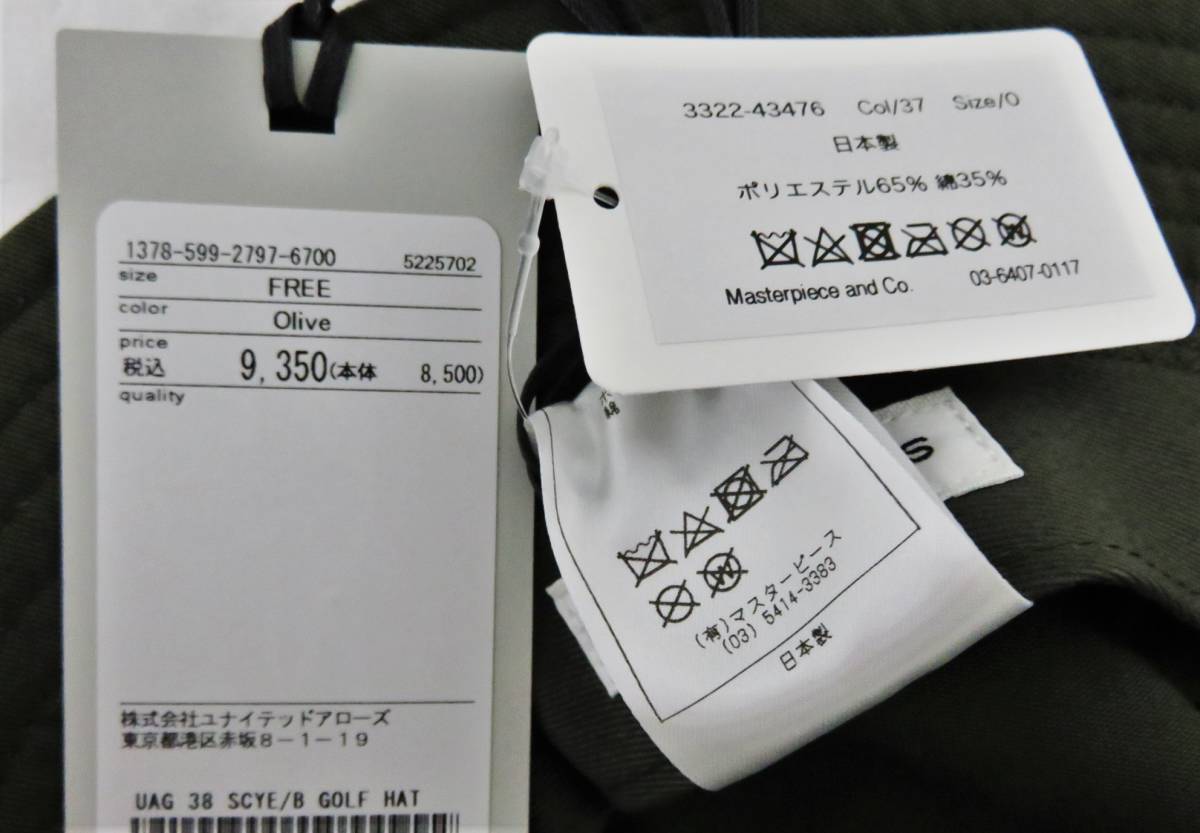 1378-599-2797-6700 5225702
size
FREE
color
Olive
price
税込 9,350(本体 8,500)
quality
株式会社ユナイテッドアローズ
東京都港区赤坂8-1-19
UAG 38 SCYE/B GOLF HAT
3322-43476 Col/37 Size/0
日本製
ポリエステル65% 綿35%
Masterpiece and Co. 03-6407-0117
綿
(有)マスターピース
(03) 5414-3383
日本製
S